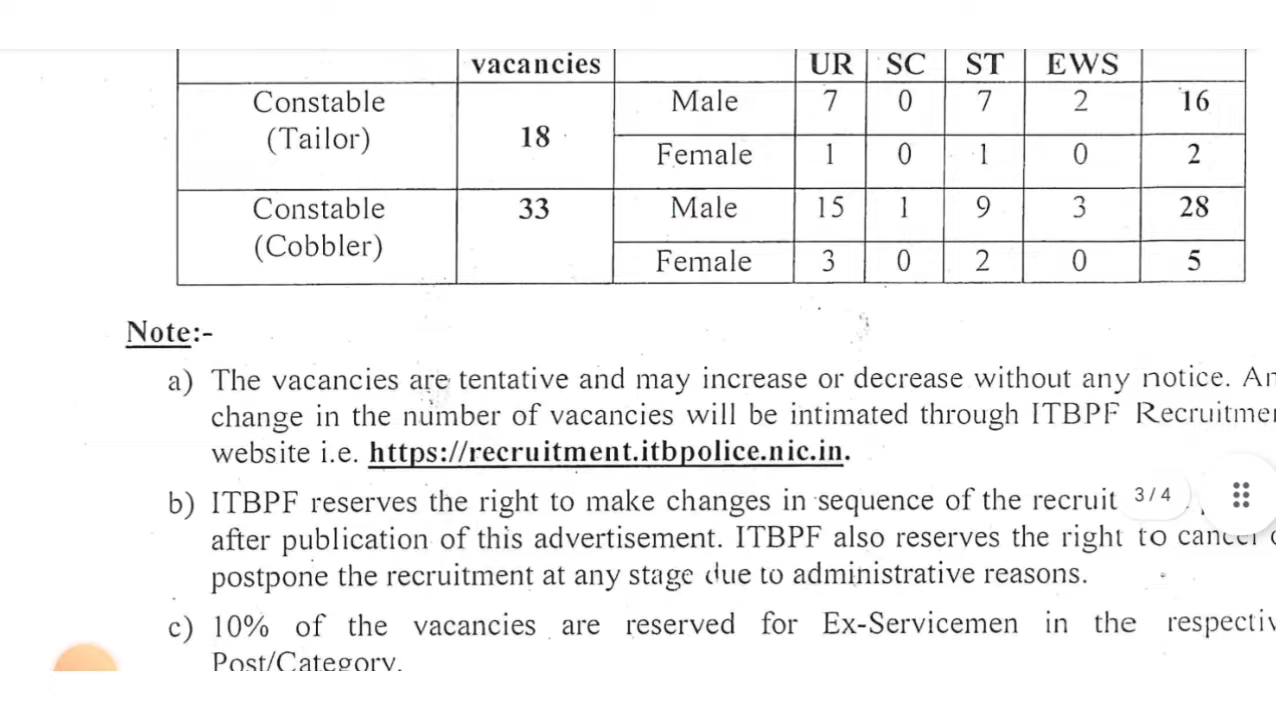 vacancies UR SC ST EWS
Constable (Tailor) 18 Male 7 0 7 2 16
Female 1 0 1 0 2
Constable (Cobbler) 33 Male 15 1 9 3 28
Female 3 0 2 0 5
Note:-
a) The vacancies are tentative and may increase or decrease without any notice.
change in the number of vacancies will be intimated through ITBPF
website i.e. https://recruitment.itbpolice.nic.in.
b) ITBPF reserves the right to make changes in sequence of the recruit 3/4
after publication of this advertisement. ITBPF also reserves the right to cancel
postpone the recruitment at any stage due to administrative reasons.
c) 10% of the vacancies are reserved for Ex-Servicemen in the
Post/Category.